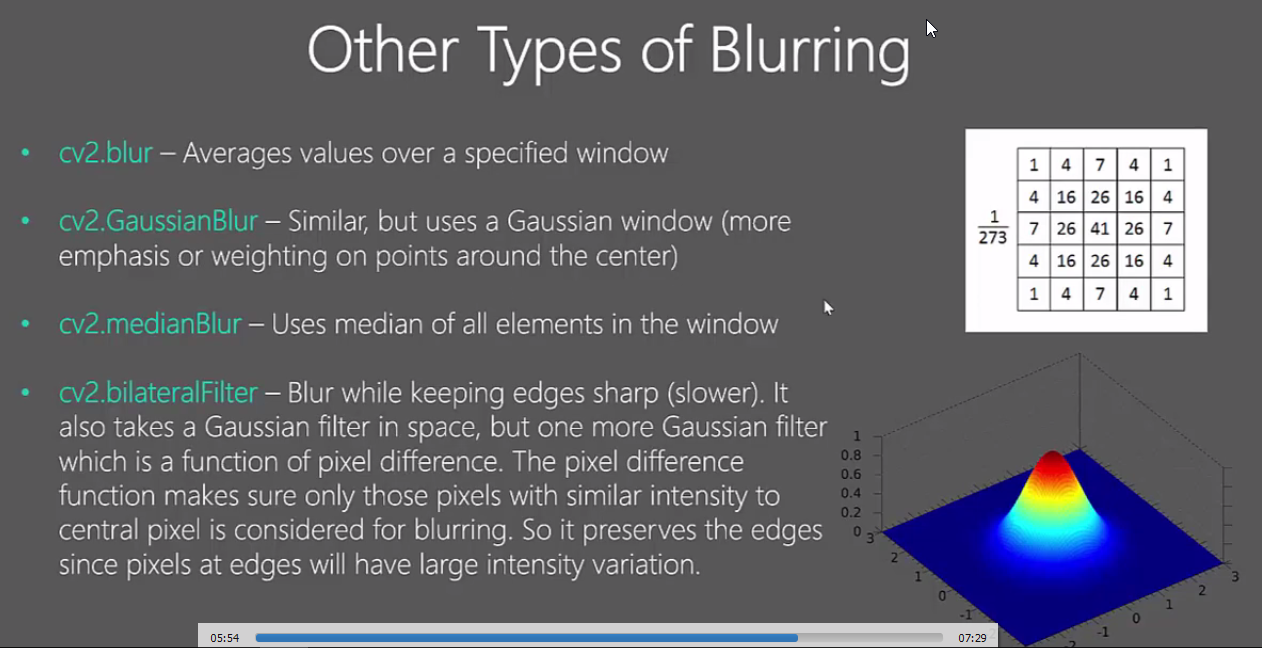 Other Types of Blurring
• cv2.blur – Averages values over a specified window
• cv2.GaussianBlur – Similar, but uses a Gaussian window (more
emphasis or weighting on points around the center)
• cv2.medianBlur – Uses median of all elements in the window
• cv2.bilateralFilter – Blur while keeping edges sharp (slower). It
also takes a Gaussian filter in space, but one more Gaussian filter
which is a function of pixel difference. The pixel difference
function makes sure only those pixels with similar intensity to
central pixel is considered for blurring. So it preserves the edges
since pixels at edges will have large intensity variation.
1
273
1 4 7 4 1
4 16 26 16 4
7 26 41 26 7
4 16 26 16 4
1 4 7 4 1
1
0.8
0.6
0.4
0.2
0
3
2
1
0
-1
-2
-1
0
1
2
3
05:54
07:29